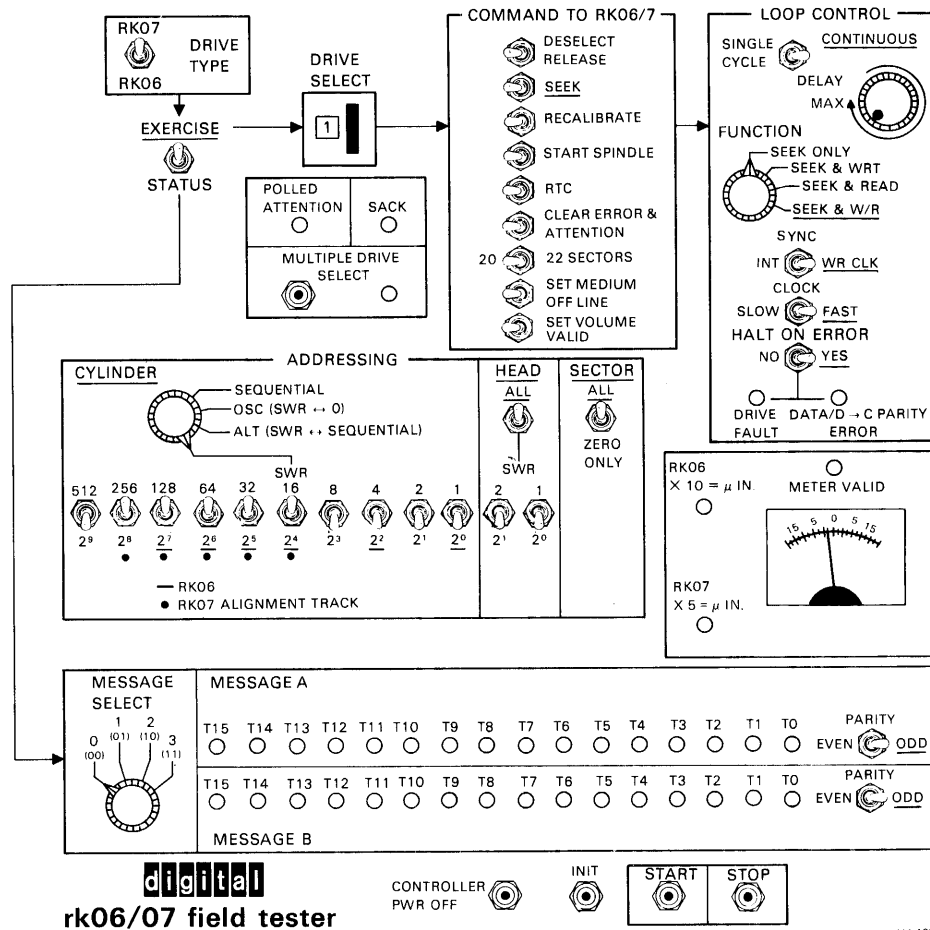 RK07
DRIVE
TYPE
RK06
EXERCISE
STATUS
DRIVE
SELECT
1
POLLED
ATTENTION
SACK
MULTIPLE DRIVE
SELECT
COMMAND TO RK06/7
DESELECT
RELEASE
SEEK
RECALIBRATE
START SPINDLE
RTC
CLEAR ERROR &
ATTENTION
20 22 SECTORS
SET MEDIUM
OFF LINE
SET VOLUME
VALID
LOOP CONTROL
SINGLE
CYCLE
CONTINUOUS
DELAY
MAX
FUNCTION
SEEK ONLY
SEEK & WRT
SEEK & READ
SEEK & W/R
SYNC
INT WR CLK
CLOCK
SLOW FAST
HALT ON ERROR
NO YES
DRIVE
FAULT
DATA/D → C PARITY
ERROR
ADDRESSING
CYLINDER
SEQUENTIAL
OSC (SWR ↔ 0)
ALT (SWR ↔ SEQUENTIAL)
SWR
512 256 128 64 32 16 8 4 2 1
2⁹ 2⁸ 2⁷ 2⁶ 2⁵ 2⁴ 2³ 2² 2¹ 2⁰
— RK06
● RK07 ALIGNMENT TRACK
HEAD
ALL
SWR
2 1
2¹ 2⁰
SECTOR
ALL
ZERO
ONLY
RK06
X 10 = μ IN.
METER VALID
15 5 0 5 15
RK07
X 5 = μ IN.
MESSAGE
SELECT
0
(00)
1
(01)
2
(10)
3
(11)
MESSAGE A
T15 T14 T13 T12 T11 T10 T9 T8 T7 T6 T5 T4 T3 T2 T1 T0
PARITY
EVEN ODD
T15 T14 T13 T12 T11 T10 T9 T8 T7 T6 T5 T4 T3 T2 T1 T0
PARITY
EVEN ODD
MESSAGE B
digital
rk06/07 field tester
CONTROLLER
PWR OFF
INIT
START
STOP